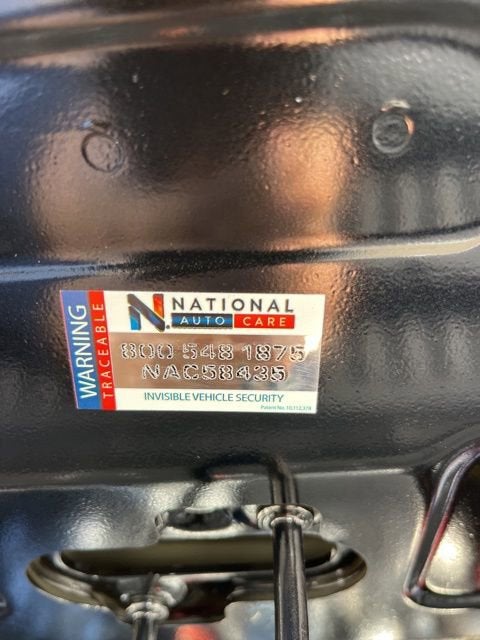 WARNING
TRACEABLE
N.
NATIONAL
AUTO CARE
800 548 1875
NAC58435
INVISIBLE VEHICLE SECURITY